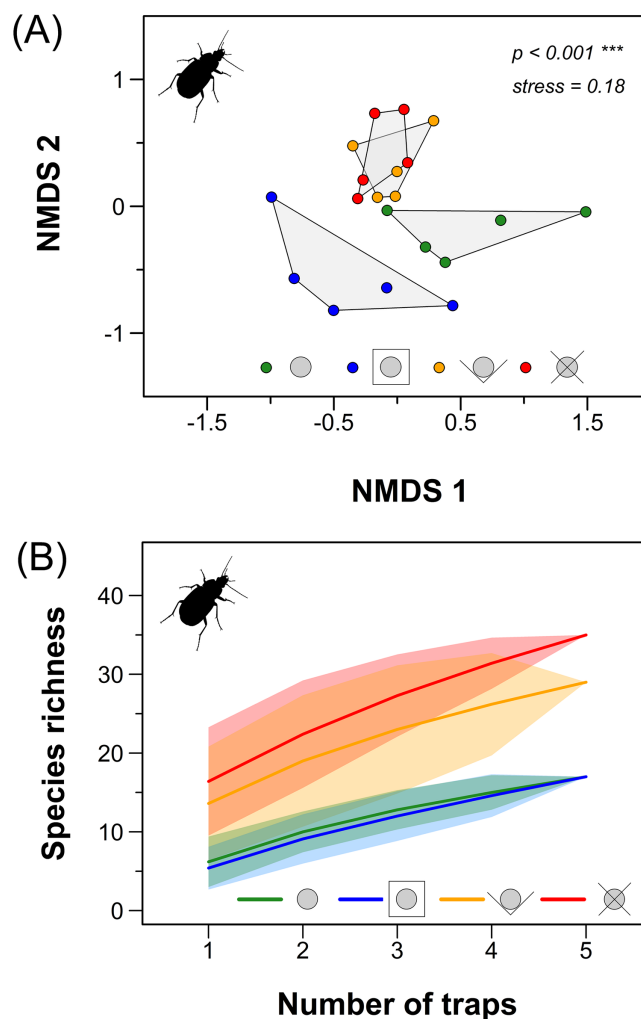 (A)
p < 0.001 ***
stress = 0.18
NMDS 2
1
0
-1
-1.5 -0.5 0.5 1.5
NMDS 1
(B)
Species richness
40
30
20
10
0
1 2 3 4 5
Number of traps